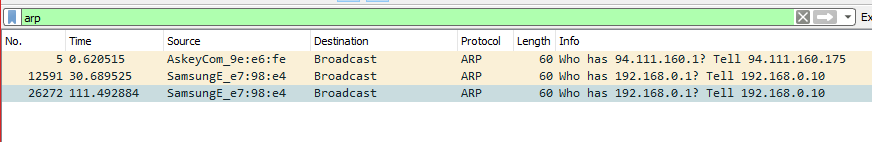 arp Ex
No. Time Source Destination Protocol Length Info
5 0.620515 AskeyCom_9e:e6:fe Broadcast ARP 60 Who has 94.111.160.1? Tell 94.111.160.175
12591 30.689525 SamsungE_e7:98:e4 Broadcast ARP 60 Who has 192.168.0.1? Tell 192.168.0.10
26272 111.492884 SamsungE_e7:98:e4 Broadcast ARP 60 Who has 192.168.0.1? Tell 192.168.0.10